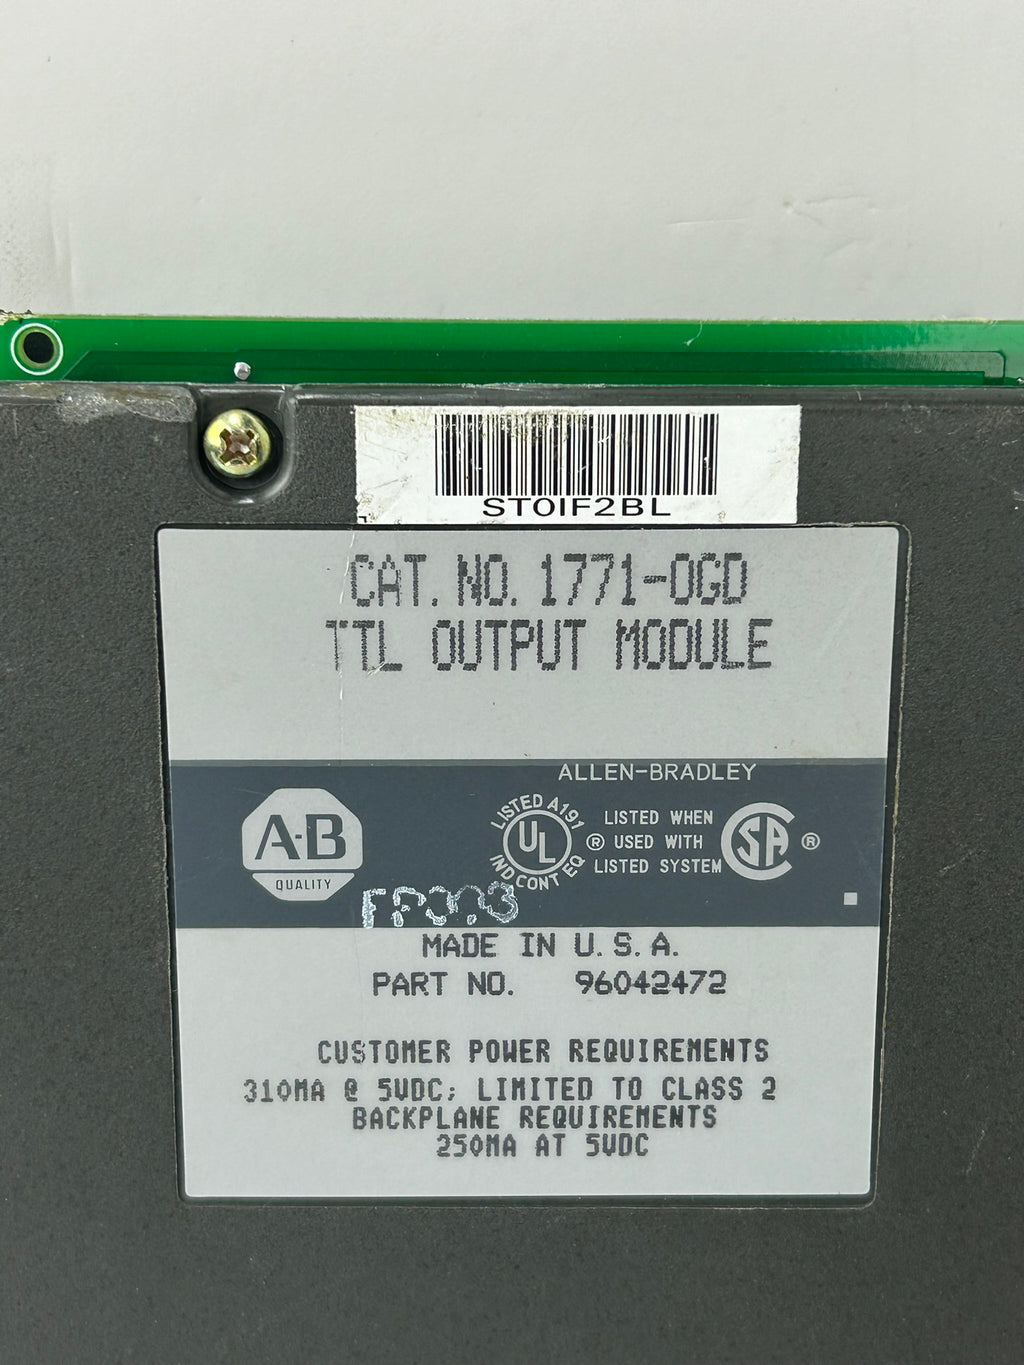 ST0IF2BL
CAT. NO. 1771-OGD
TTL OUTPUT MODULE
ALLEN-BRADLEY
A-B
QUALITY
LISTED A191
UL
IND CONT EQ
®
LISTED WHEN
USED WITH
LISTED SYSTEM
SA
®
MADE IN U.S.A.
PART NO. 96042472
CUSTOMER POWER REQUIREMENTS
310MA @ 5VDC; LIMITED TO CLASS 2
BACKPLANE REQUIREMENTS
250MA AT 5VDC